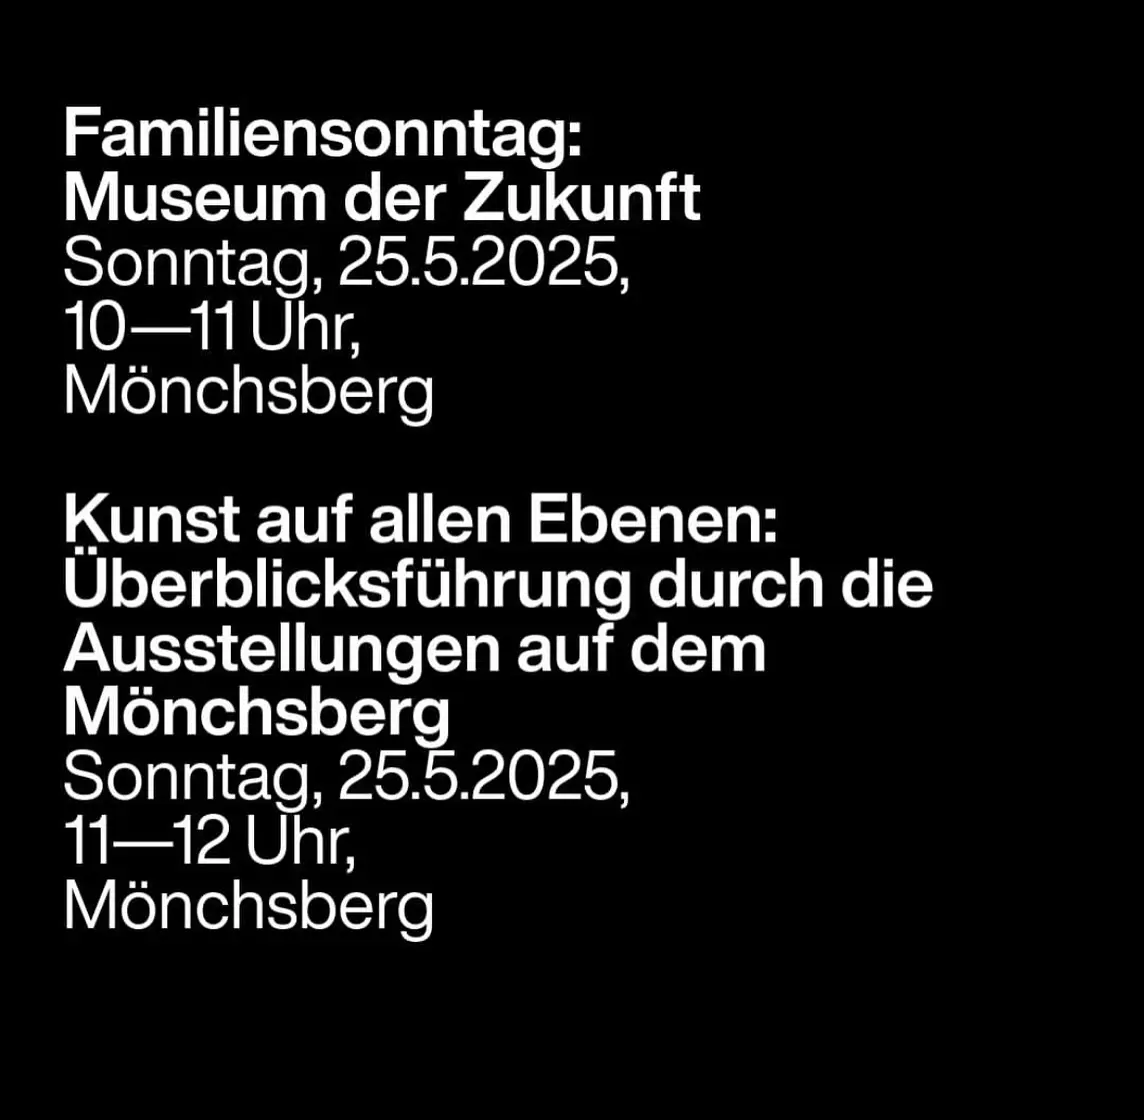 Familiensonntag:
Museum der Zukunft
Sonntag, 25.5.2025,
10—11 Uhr,
Mönchsberg
Kunst auf allen Ebenen:
Überblicksführung durch die
Ausstellungen auf dem
Mönchsberg
Sonntag, 25.5.2025,
11—12 Uhr,
Mönchsberg